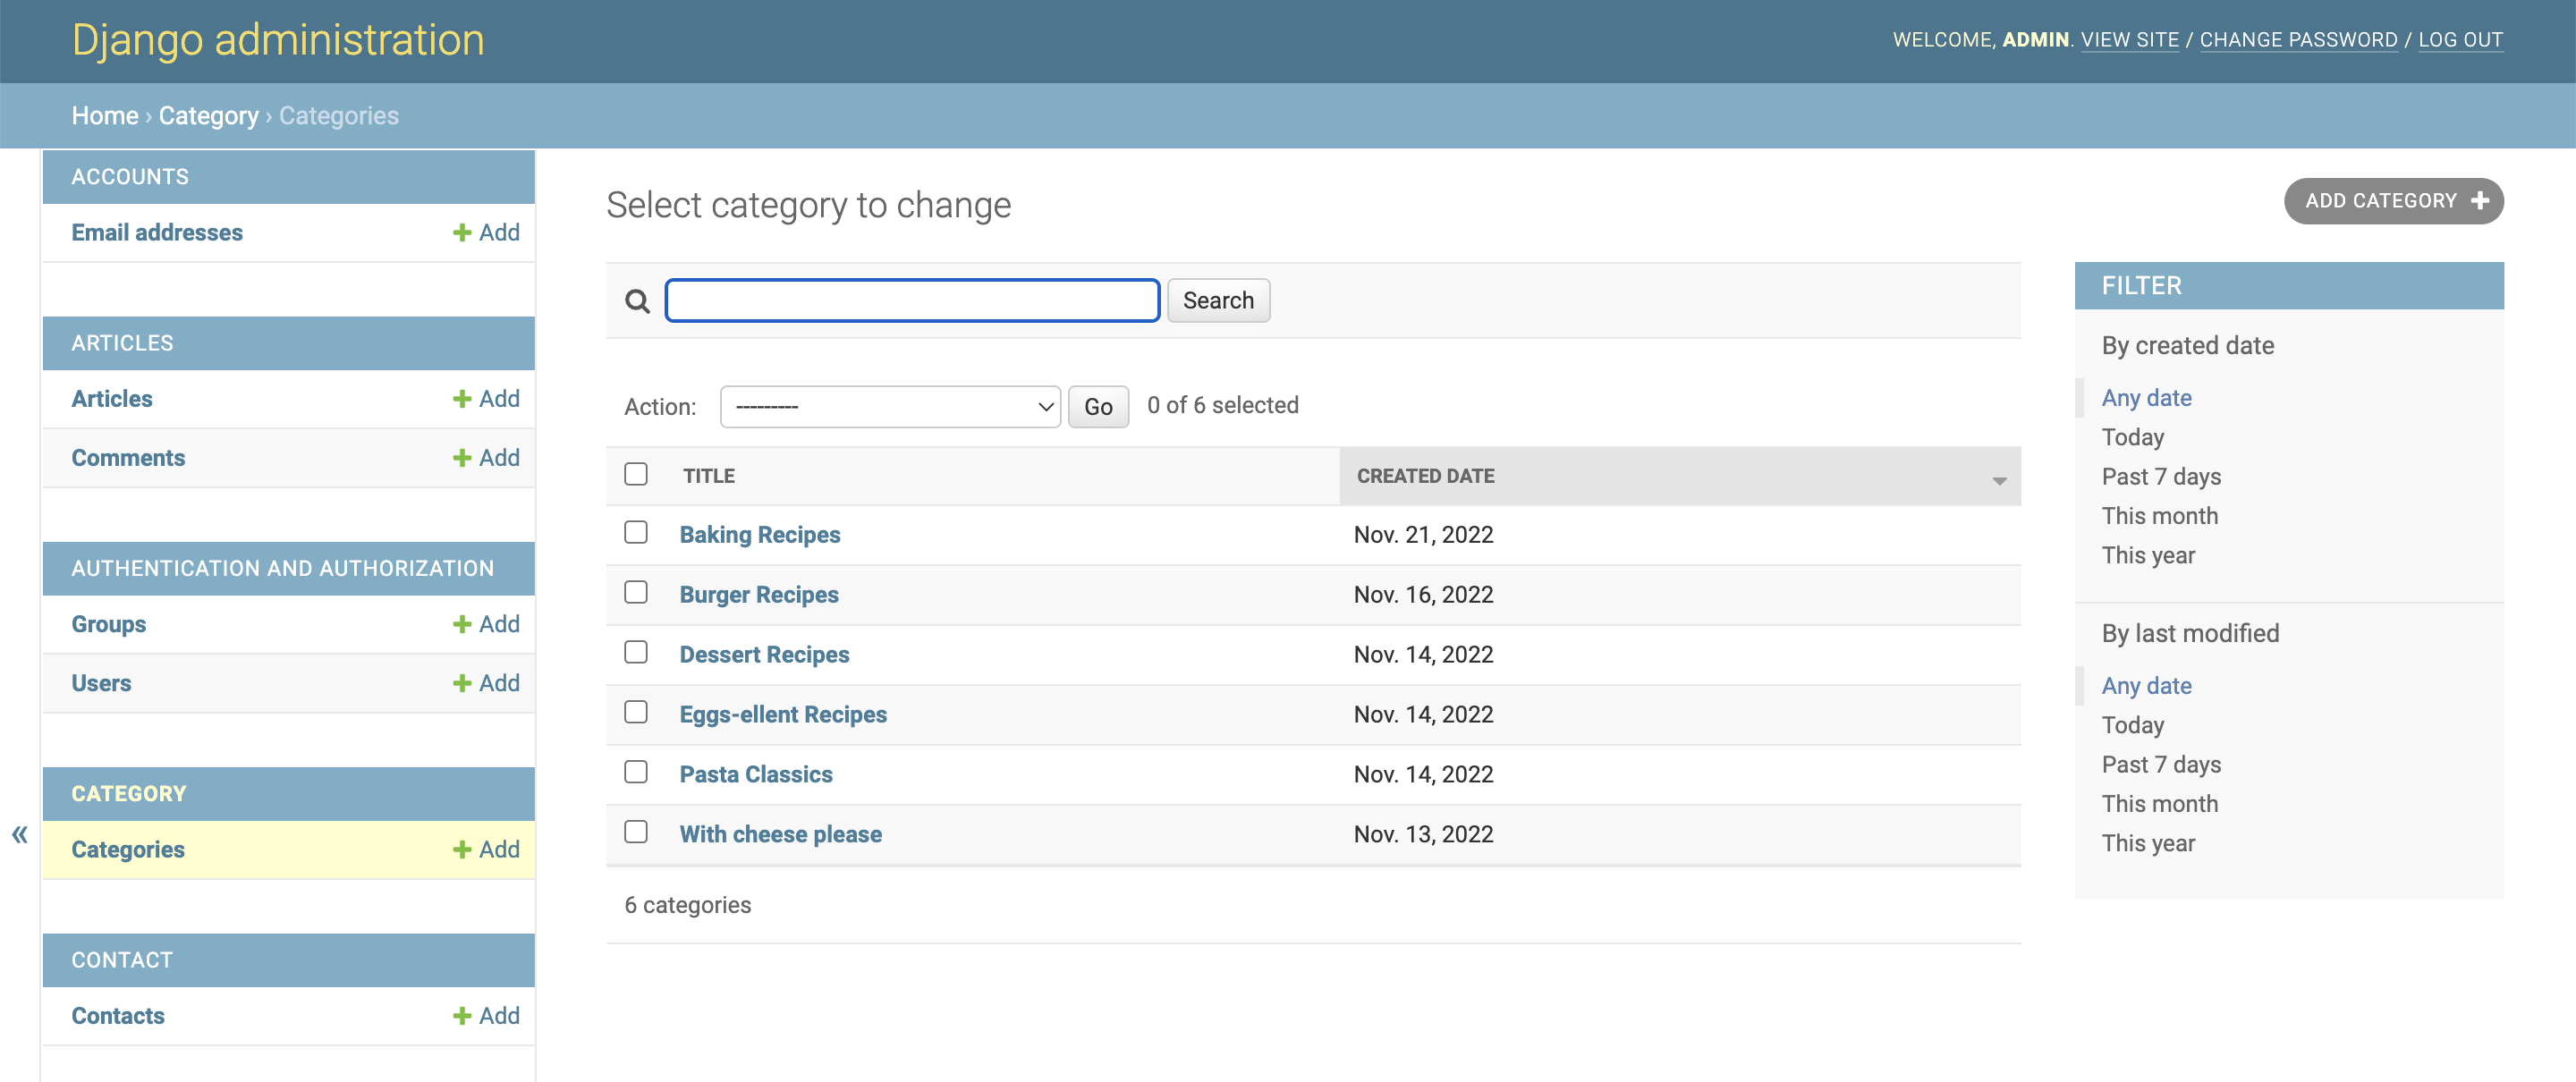 Django administration
WELCOME, ADMIN. VIEW SITE / CHANGE PASSWORD / LOG OUT
Home › Category › Categories
ACCOUNTS
Email addresses + Add
ARTICLES
Articles + Add
Comments + Add
AUTHENTICATION AND AUTHORIZATION
Groups + Add
Users + Add
CATEGORY
Categories + Add
CONTACT
Contacts + Add
«
Select category to change
ADD CATEGORY +
Search
Action: --------- Go 0 of 6 selected
TITLE CREATED DATE
Baking Recipes Nov. 21, 2022
Burger Recipes Nov. 16, 2022
Dessert Recipes Nov. 14, 2022
Eggs-ellent Recipes Nov. 14, 2022
Pasta Classics Nov. 14, 2022
With cheese please Nov. 13, 2022
6 categories
FILTER
By created date
Any date
Today
Past 7 days
This month
This year
By last modified
Any date
Today
Past 7 days
This month
This year